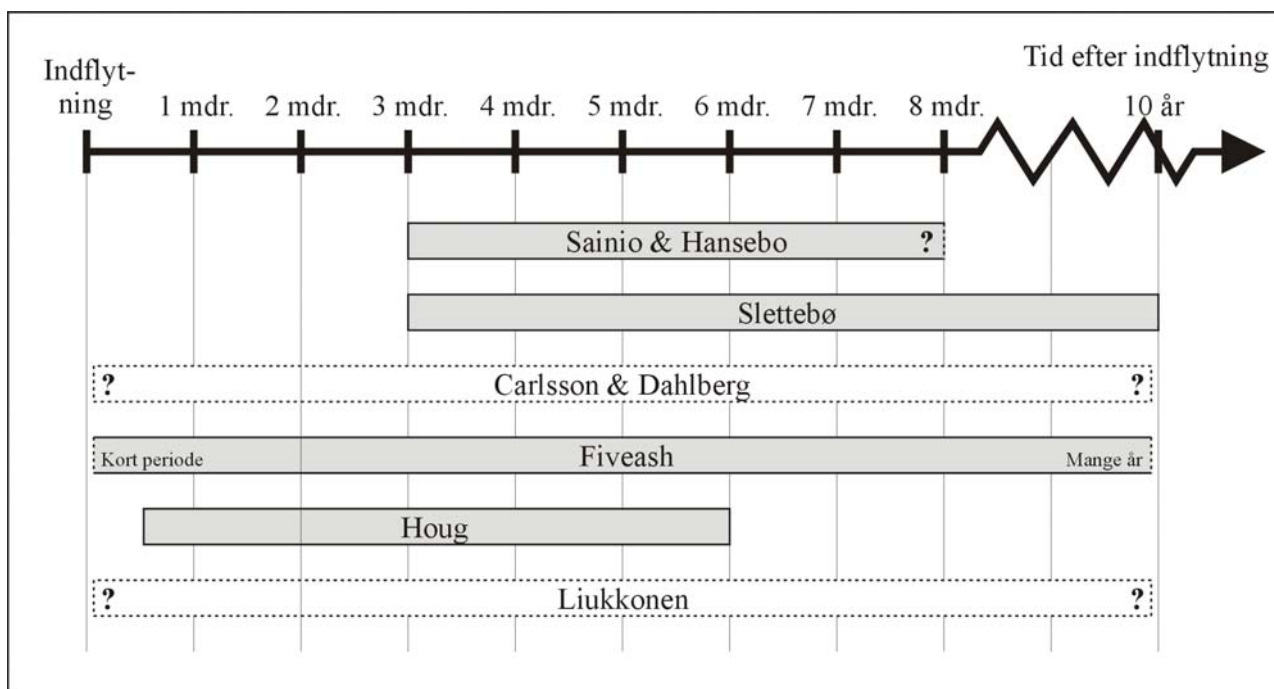 Indflyt-
ning
Tid efter indflytning
1 mdr. 2 mdr. 3 mdr. 4 mdr. 5 mdr. 6 mdr. 7 mdr. 8 mdr. 10 år
Sainio & Hansebo ?
Slettebø
? Carlsson & Dahlberg ?
Kort periode Fiveash Mange år
Houg
? Liukkonen ?